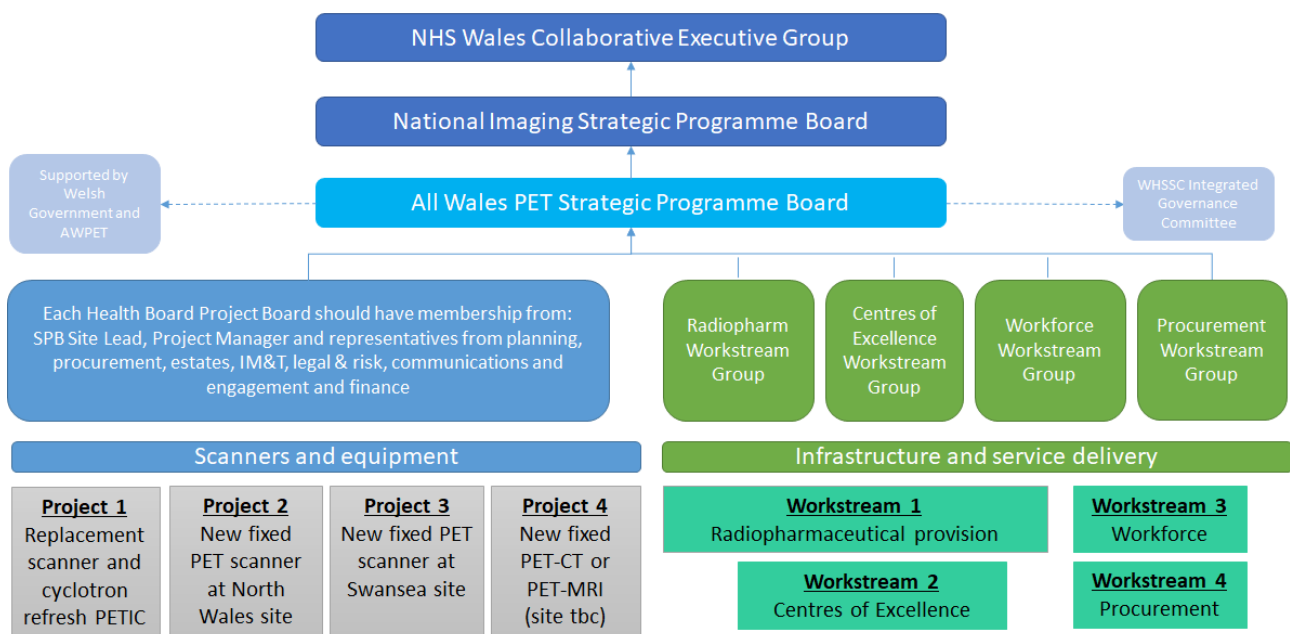 NHS Wales Collaborative Executive Group
National Imaging Strategic Programme Board
Supported by
Welsh
Government and
AWPET
All Wales PET Strategic Programme Board
WHSSC Integrated
Governance
Committee
Each Health Board Project Board should have membership from:
SPB Site Lead, Project Manager and representatives from planning,
procurement, estates, IM&T, legal & risk, communications and
engagement and finance
Radiopharm
Workstream
Group
Centres of
Excellence
Workstream
Group
Workforce
Workstream
Group
Procurement
Workstream
Group
Scanners and equipment
Infrastructure and service delivery
Project 1
Replacement
scanner and
cyclotron
refresh PETIC
Project 2
New fixed
PET scanner
at North
Wales site
Project 3
New fixed PET
scanner at
Swansea site
Project 4
New fixed
PET-CT or
PET-MRI
(site tbc)
Workstream 1
Radiopharmaceutical provision
Workstream 2
Centres of Excellence
Workstream 3
Workforce
Workstream 4
Procurement